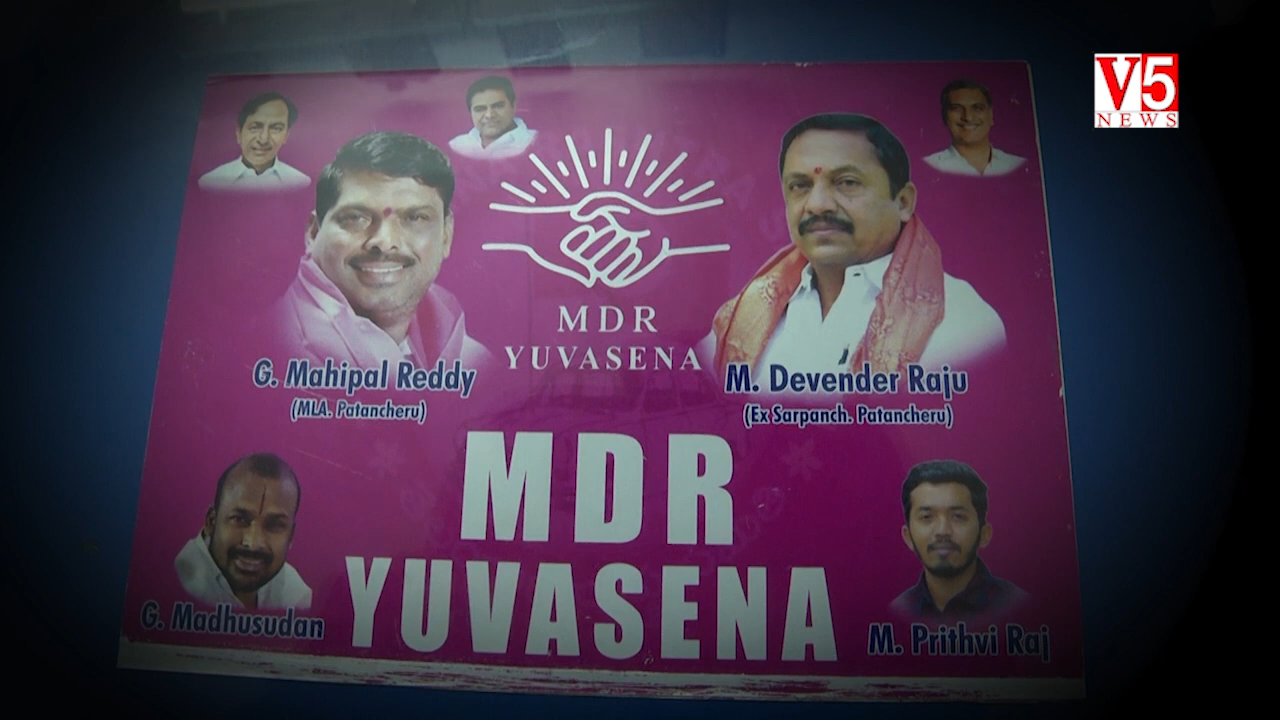 V5
NEWS
MDR
YUVASENA
G. Mahipal Reddy
(MLA. Patancheru)
M. Devender Raju
(Ex Sarpanch. Patancheru)
MDR
YUVASENA
G. Madhusudan
M. Prithvi Raj